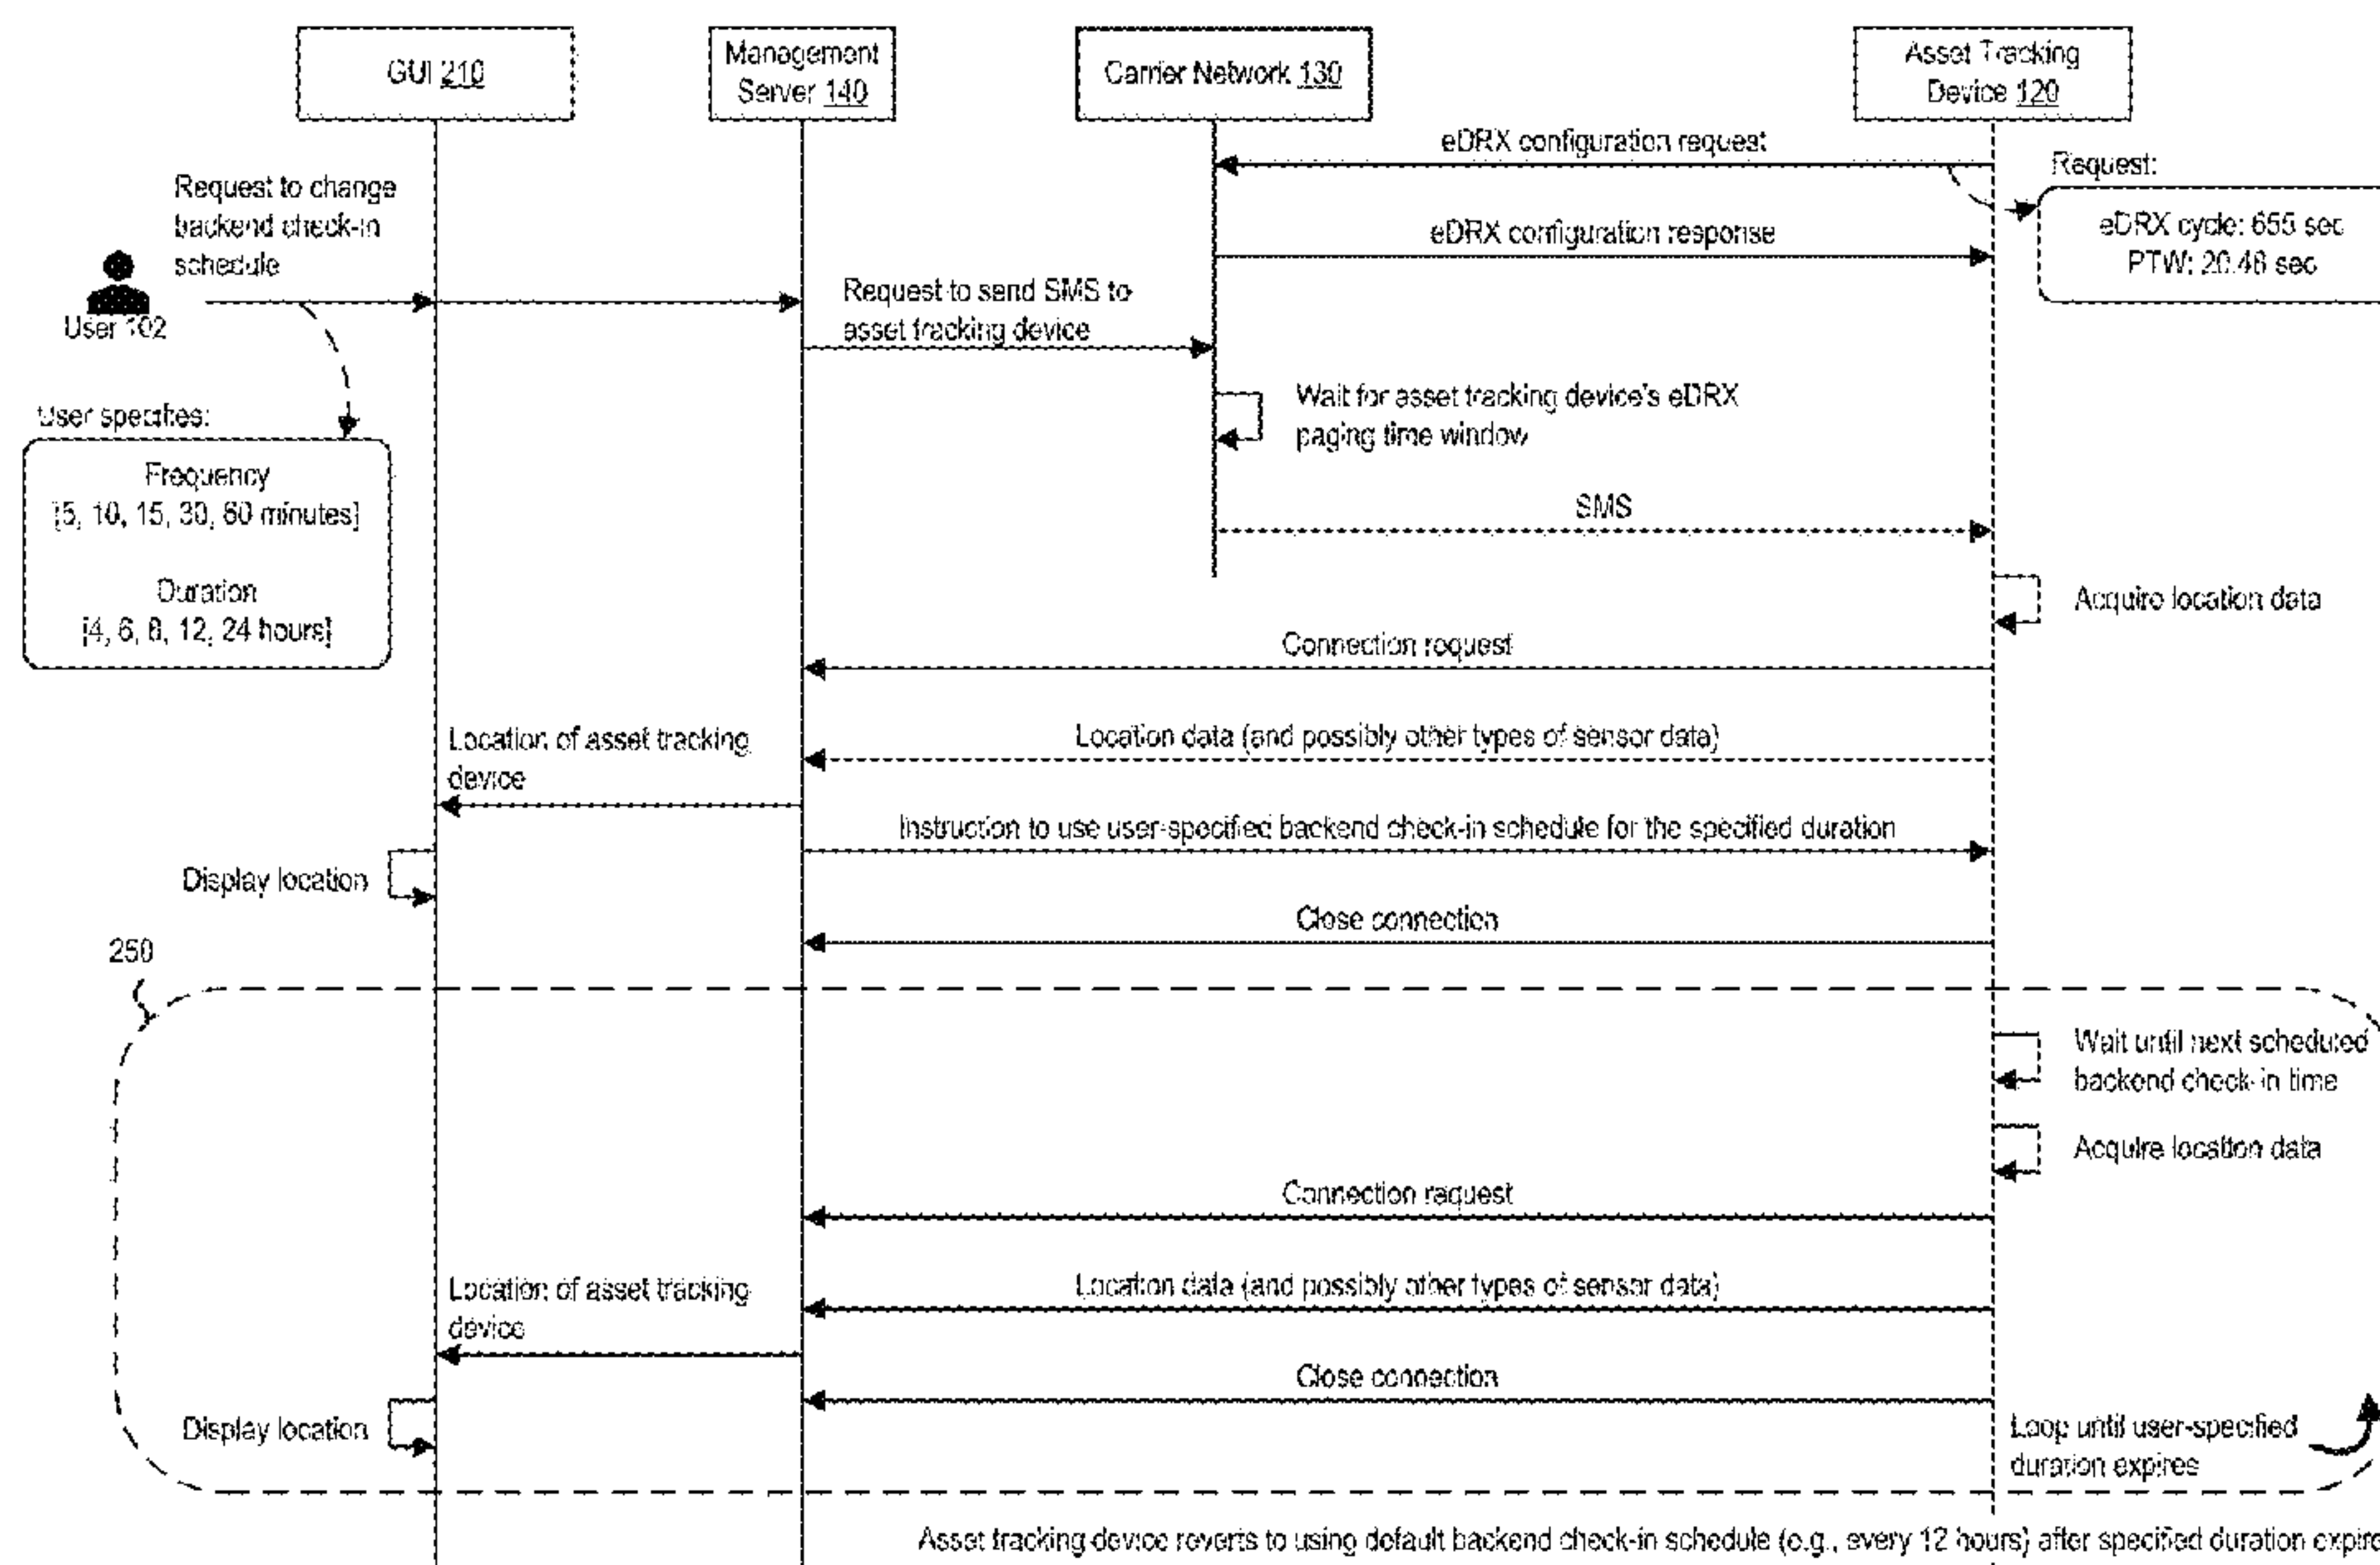 GUI 210
Management
Server 140
Carrier Network 130
Asset Tracking
Device 120
eDRX configuration request
Request:
eDRX cycle: 655 sec
PTW: 20.48 sec
Request to change
backend check-in
schedule
eDRX configuration response
User 102
Request to send SMS to
asset tracking device
User specifies:
Frequency
[5, 10, 15, 30, 60 minutes]
Duration
[4, 6, 8, 12, 24 hours]
Wait for asset tracking device's eDRX
paging time window
SMS
Acquire location data
Connection request
Location of asset tracking
device
Location data (and possibly other types of sensor data)
Instruction to use user-specified backend check-in schedule for the specified duration
Display location
Close connection
250
Wait until next scheduled
backend check-in time
Acquire location data
Connection request
Location of asset tracking
device
Location data (and possibly other types of sensor data)
Close connection
Display location
Loop until user-specified
duration expires
Asset tracking device reverts to using default backend check-in schedule (e.g., every 12 hours) after specified duration expire